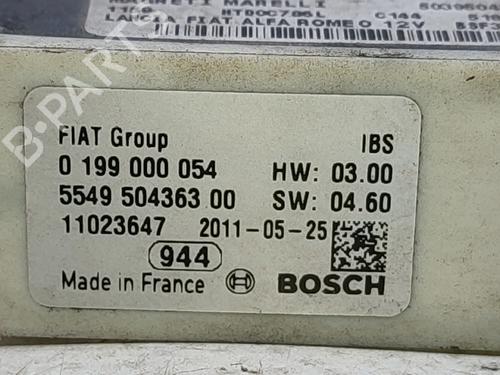 MARELLI
LANCIA FIAT ALFA ROMEO 12V
FIAT Group IBS
0 199 000 054 HW: 03.00
5549 504363 00 SW: 04.60
11023647 2011-05-25
944
Made in France BOSCH
B-PARTS